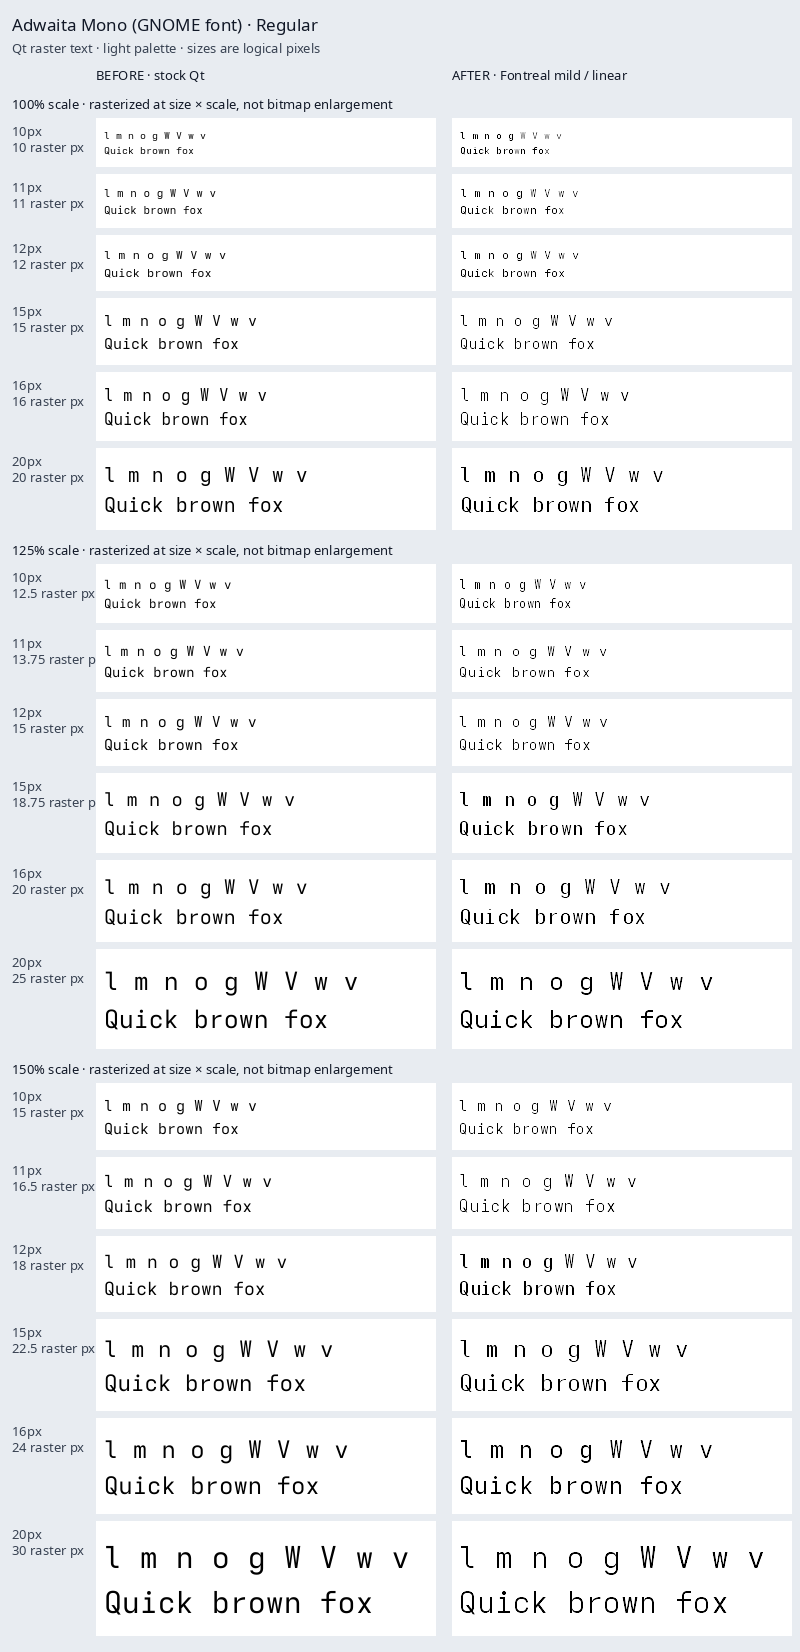 Adwaita Mono (GNOME font) · Regular
Qt raster text · light palette · sizes are logical pixels
BEFORE · stock Qt AFTER · Fontreal mild / linear
100% scale · rasterized at size × scale, not bitmap enlargement
10px l m n o g W V w v l m n o g W V w v
10 raster px Quick brown fox Quick brown fox
11px l m n o g W V w v l m n o g W V w v
11 raster px Quick brown fox Quick brown fox
12px l m n o g W V w v l m n o g W V w v
12 raster px Quick brown fox Quick brown fox
15px l m n o g W V w v l m n o g W V w v
15 raster px Quick brown fox Quick brown fox
16px l m n o g W V w v l m n o g W V w v
16 raster px Quick brown fox Quick brown fox
20px l m n o g W V w v l m n o g W V w v
20 raster px Quick brown fox Quick brown fox
125% scale · rasterized at size × scale, not bitmap enlargement
10px l m n o g W V w v l m n o g W V w v
12.5 raster px Quick brown fox Quick brown fox
11px l m n o g W V w v l m n o g W V w v
13.75 raster p Quick brown fox Quick brown fox
12px l m n o g W V w v l m n o g W V w v
15 raster px Quick brown fox Quick brown fox
15px l m n o g W V w v l m n o g W V w v
18.75 raster p Quick brown fox Quick brown fox
16px l m n o g W V w v l m n o g W V w v
20 raster px Quick brown fox Quick brown fox
20px l m n o g W V w v l m n o g W V w v
25 raster px Quick brown fox Quick brown fox
150% scale · rasterized at size × scale, not bitmap enlargement
10px l m n o g W V w v l m n o g W V w v
15 raster px Quick brown fox Quick brown fox
11px l m n o g W V w v l m n o g W V w v
16.5 raster px Quick brown fox Quick brown fox
12px l m n o g W V w v l m n o g W V w v
18 raster px Quick brown fox Quick brown fox
15px l m n o g W V w v l m n o g W V w v
22.5 raster px Quick brown fox Quick brown fox
16px l m n o g W V w v l m n o g W V w v
24 raster px Quick brown fox Quick brown fox
20px l m n o g W V w v l m n o g W V w v
30 raster px Quick brown fox Quick brown fox